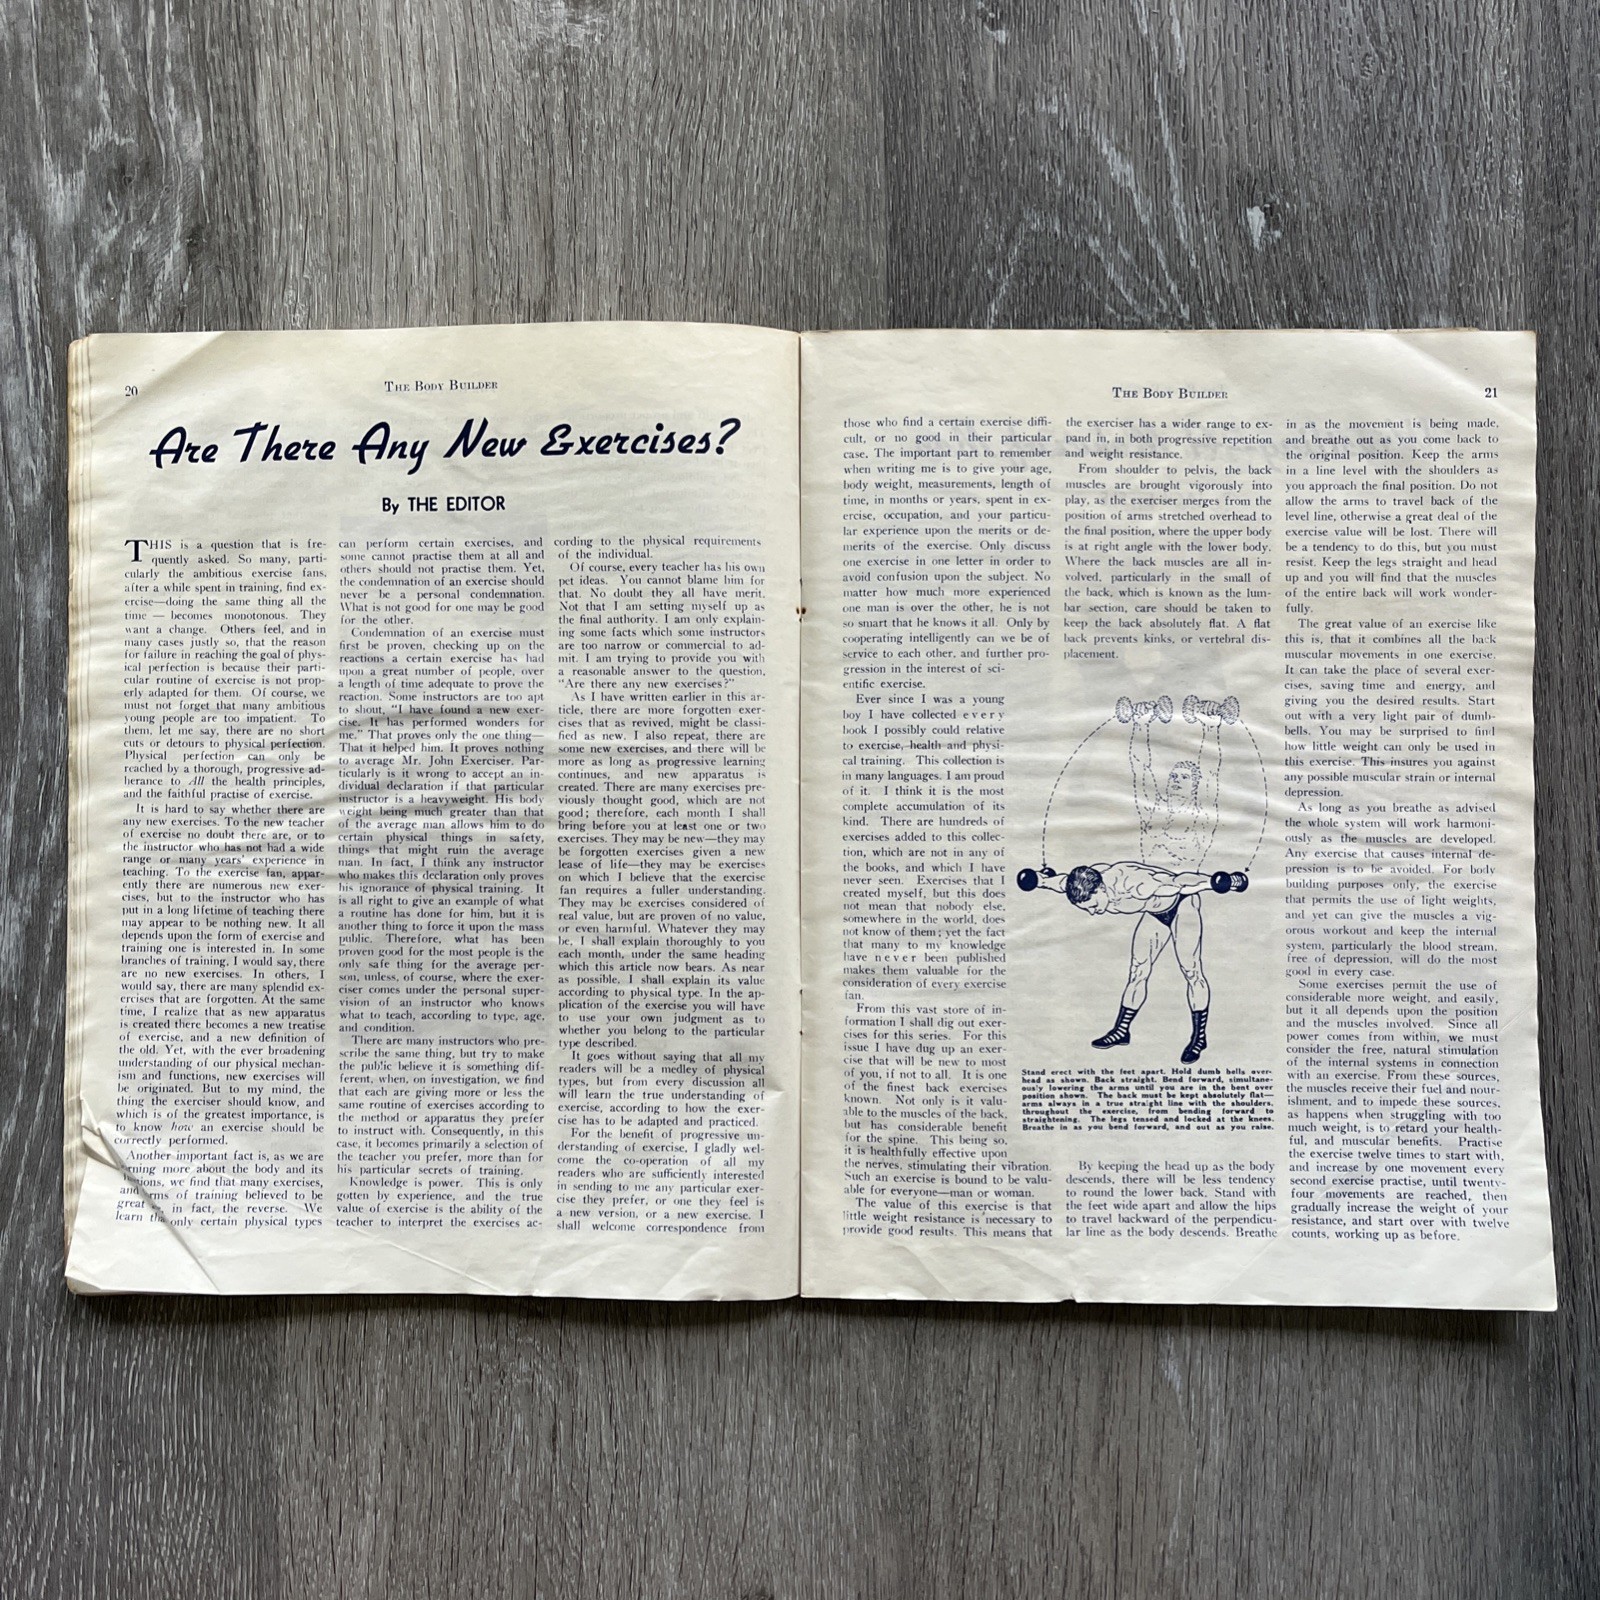 20
THE BODY BUILDER
Are There Any New Exercises?
By THE EDITOR
THIS is a question that is fre-
quently asked. So many, parti-
cularly the ambitious exercise fans,
after a while spent in training, find ex-
ercise—doing the same thing all the
time — becomes monotonous. They
want a change. Others feel, and in
many cases justly so, that the reason
for failure in reaching the goal of phys-
ical perfection is because their parti-
cular routine of exercise is not prop-
erly adapted for them. Of course, we
must not forget that many ambitious
young people are too impatient. To
them, let me say, there are no short
cuts or detours to physical perfection.
Physical perfection can only be
reached by a thorough, progressive ad-
herance to All the health principles,
and the faithful practise of exercise.
It is hard to say whether there are
any new exercises. To the new teacher
of exercise no doubt there are, or to
the instructor who has not had a wide
range or many years' experience in
teaching. To the exercise fan, appar-
ently there are numerous new exer-
cises, but to the instructor who has
put in a long lifetime of teaching there
may appear to be nothing new. It all
depends upon the form of exercise and
training one is interested in. In some
branches of training, I would say, there
are no new exercises. In others, I
would say, there are many splendid ex-
ercises that are forgotten. At the same
time, I realize that as new apparatus
is created there becomes a new treatise
of exercise, and a new definition of
the old. Yet, with the ever broadening
understanding of our physical mechan-
ism and functions, new exercises will
be originated. But to my mind, the
thing the exerciser should know, and
which is of the greatest importance, is
to know how an exercise should be
correctly performed.
Another important fact is, as we are
rning more about the body and its
tions, we find that many exercises,
and rms of training believed to be
great in fact, the reverse. We
learn th only certain physical types
can perform certain exercises, and
some cannot practise them at all and
others should not practise them. Yet,
the condemnation of an exercise should
never be a personal condemnation.
What is not good for one may be good
for the other.
Condemnation of an exercise must
first be proven, checking up on the
reactions a certain exercise has had
upon a great number of people, over
a length of time adequate to prove the
reaction. Some instructors are too apt
to shout, "I have found a new exer-
cise. It has performed wonders for
me." That proves only the one thing—
That it helped him. It proves nothing
to average Mr. John Exerciser. Par-
ticularly is it wrong to accept an in-
dividual declaration if that particular
instructor is a heavyweight. His body
weight being much greater than that
of the average man allows him to do
certain physical things in safety,
things that might ruin the average
man. In fact, I think any instructor
who makes this declaration only proves
his ignorance of physical training. It
is all right to give an example of what
a routine has done for him, but it is
another thing to force it upon the mass
public. Therefore, what has been
proven good for the most people is the
only safe thing for the average per-
son, unless, of course, where the exer-
ciser comes under the personal super-
vision of an instructor who knows
what to teach, according to type, age,
and condition.
There are many instructors who pre-
scribe the same thing, but try to make
the public believe it is something dif-
ferent, when, on investigation, we find
that each are giving more or less the
same routine of exercises according to
the method or apparatus they prefer
to instruct with. Consequently, in this
case, it becomes primarily a selection of
the teacher you prefer, more than for
his particular secrets of training.
Knowledge is power. This is only
gotten by experience, and the true
value of exercise is the ability of the
teacher to interpret the exercises ac-
cording to the physical requirements
of the individual.
Of course, every teacher has his own
pet ideas. You cannot blame him for
that. No doubt they all have merit.
Not that I am setting myself up as
the final authority. I am only explain-
ing some facts which some instructors
are too narrow or commercial to ad-
mit. I am trying to provide you with
a reasonable answer to the question,
"Are there any new exercises?"
As I have written earlier in this ar-
ticle, there are more forgotten exer-
cises that as revived, might be classi-
fied as new. I also repeat, there are
some new exercises, and there will be
more as long as progressive learning
continues, and new apparatus is
created. There are many exercises pre-
viously thought good, which are not
good; therefore, each month I shall
bring before you at least one or two
exercises. They may be new—they may
be forgotten exercises given a new
lease of life—they may be exercises
on which I believe that the exercise
fan requires a fuller understanding.
They may be exercises considered of
real value, but are proven of no value,
or even harmful. Whatever they may
be, I shall explain thoroughly to you
each month, under the same heading
which this article now bears. As near
as possible, I shall explain its value
according to physical type. In the ap-
plication of the exercise you will have
to use your own judgment as to
whether you belong to the particular
type described.
It goes without saying that all my
readers will be a medley of physical
types, but from every discussion all
will learn the true understanding of
exercise, according to how the exer-
cise has to be adapted and practiced.
For the benefit of progressive un-
derstanding of exercise, I gladly wel-
come the co-operation of all my
readers who are sufficiently interested
in sending to me any particular exer-
cise they prefer, or one they feel is
a new version, or a new exercise. I
shall welcome correspondence from
THE BODY BUILDER
21
those who find a certain exercise diffi-
cult, or no good in their particular
case. The important part to remember
when writing me is to give your age,
body weight, measurements, length of
time, in months or years, spent in ex-
ercise, occupation, and your particu-
lar experience upon the merits or de-
merits of the exercise. Only discuss
one exercise in one letter in order to
avoid confusion upon the subject. No
matter how much more experienced
one man is over the other, he is not
so smart that he knows it all. Only by
cooperating intelligently can we be of
service to each other, and further pro-
gression in the interest of sci-
entific exercise.
Ever since I was a young
boy I have collected every
book I possibly could relative
to exercise, health and physi-
cal training. This collection is
in many languages. I am proud
of it. I think it is the most
complete accumulation of its
kind. There are hundreds of
exercises added to this collec-
tion, which are not in any of
the books, and which I have
never seen. Exercises that I
created myself, but this does
not mean that nobody else,
somewhere in the world, does
not know of them; yet the fact
that many to my knowledge
have never been published
makes them valuable for the
consideration of every exercise
fan.
From this vast store of in-
formation I shall dig out exer-
cises for this series. For this
issue I have dug up an exer-
cise that will be new to most
of you, if not to all. It is one
of the finest back exercises
known. Not only is it valu-
able to the muscles of the back,
but has considerable benefit
for the spine. This being so,
it is healthfully effective upon
the nerves, stimulating their vibration.
Such an exercise is bound to be valu-
able for everyone—man or woman.
The value of this exercise is that
little weight resistance is necessary to
provide good results. This means that
the exerciser has a wider range to ex-
pand in, in both progressive repetition
and weight resistance.
From shoulder to pelvis, the back
muscles are brought vigorously into
play, as the exerciser merges from the
position of arms stretched overhead to
the final position, where the upper body
is at right angle with the lower body.
Where the back muscles are all in-
volved, particularly in the small of
the back, which is known as the lum-
bar section, care should be taken to
keep the back absolutely flat. A flat
back prevents kinks, or vertebral dis-
placement.
Stand erect with the feet apart. Hold dumb bells over-
head as shown. Back straight. Bend forward, simultane-
ously lowering the arms until you are in the bent over
position shown. The back must be kept absolutely flat—
arms always in a true straight line with the shoulders,
throughout the exercise, from bending forward to
straightening. The legs tensed and locked at the knees.
Breathe in as you bend forward, and out as you raise.
By keeping the head up as the body
descends, there will be less tendency
to round the lower back. Stand with
the feet wide apart and allow the hips
to travel backward of the perpendicu-
lar line as the body descends. Breathe
in as the movement is being made,
and breathe out as you come back to
the original position. Keep the arms
in a line level with the shoulders as
you approach the final position. Do not
allow the arms to travel back of the
level line, otherwise a great deal of the
exercise value will be lost. There will
be a tendency to do this, but you must
resist. Keep the legs straight and head
up and you will find that the muscles
of the entire back will work wonder-
fully.
The great value of an exercise like
this is, that it combines all the back
muscular movements in one exercise.
It can take the place of several exer-
cises, saving time and energy, and
giving you the desired results. Start
out with a very light pair of dumb-
bells. You may be surprised to find
how little weight can only be used in
this exercise. This insures you against
any possible muscular strain or internal
depression.
As long as you breathe as advised
the whole system will work harmoni-
ously as the muscles are developed.
Any exercise that causes internal de-
pression is to be avoided. For body
building purposes only, the exercise
that permits the use of light weights,
and yet can give the muscles a vig-
orous workout and keep the internal
system, particularly the blood stream,
free of depression, will do the most
good in every case.
Some exercises permit the use of
considerable more weight, and easily,
but it all depends upon the position
and the muscles involved. Since all
power comes from within, we must
consider the free, natural stimulation
of the internal systems in connection
with an exercise. From these sources,
the muscles receive their fuel and nour-
ishment, and to impede these sources,
as happens when struggling with too
much weight, is to retard your health-
ful, and muscular benefits. Practise
the exercise twelve times to start with,
and increase by one movement every
second exercise practise, until twenty-
four movements are reached, then
gradually increase the weight of your
resistance, and start over with twelve
counts, working up as before.